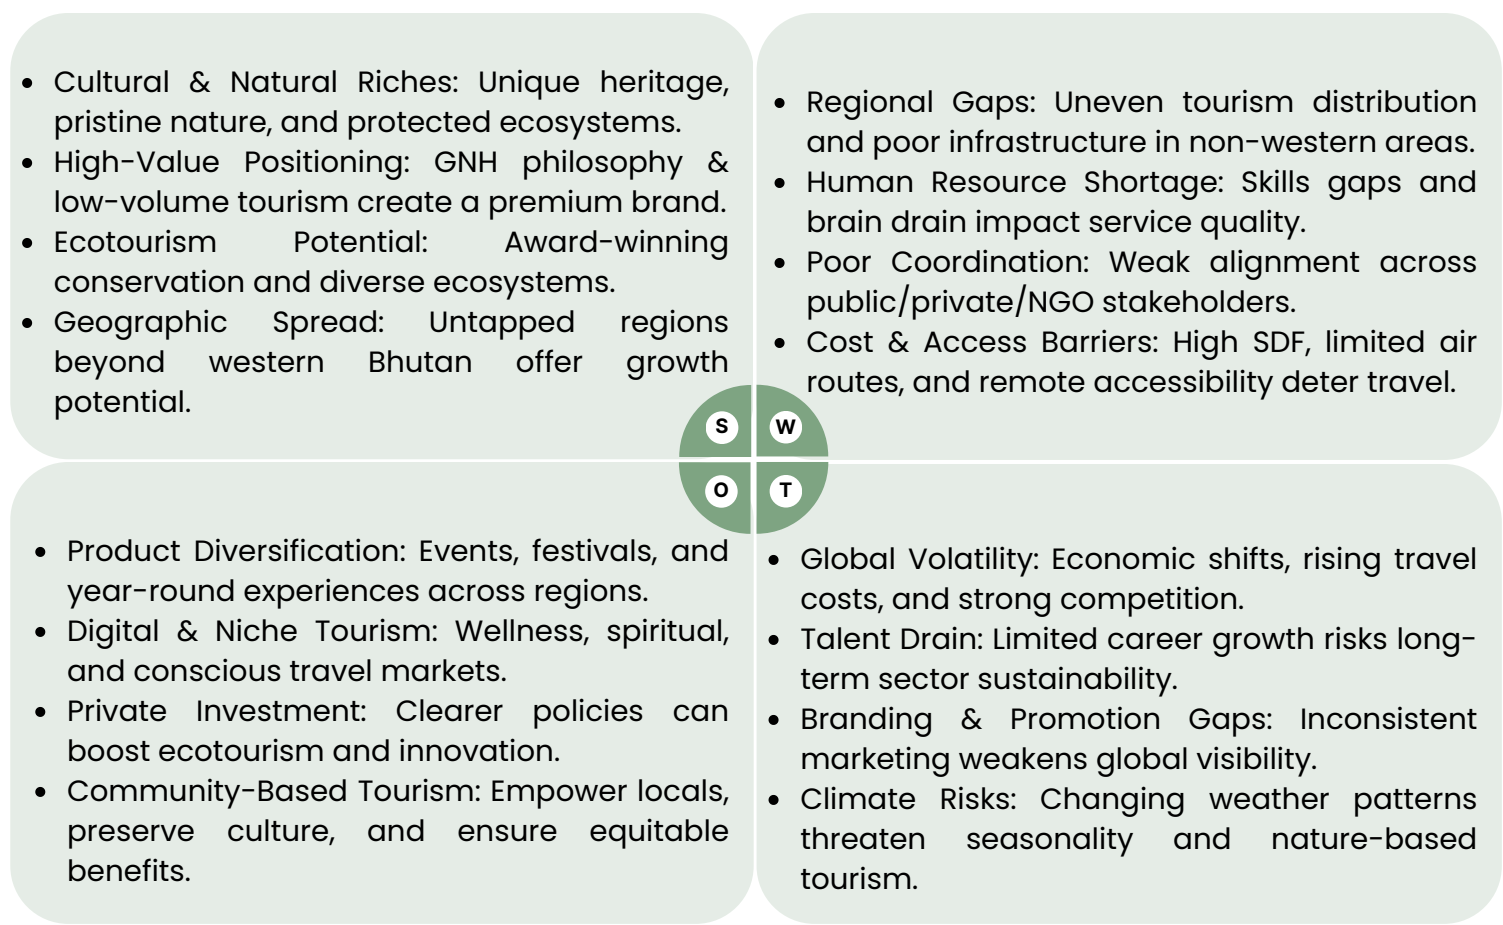 • Cultural & Natural Riches: Unique heritage,
pristine nature, and protected ecosystems.
• High-Value Positioning: GNH philosophy &
low-volume tourism create a premium brand.
• Ecotourism Potential: Award-winning
conservation and diverse ecosystems.
• Geographic Spread: Untapped regions
beyond western Bhutan offer growth
potential.
• Regional Gaps: Uneven tourism distribution
and poor infrastructure in non-western areas.
• Human Resource Shortage: Skills gaps and
brain drain impact service quality.
• Poor Coordination: Weak alignment across
public/private/NGO stakeholders.
• Cost & Access Barriers: High SDF, limited air
routes, and remote accessibility deter travel.
S
W
O
T
• Product Diversification: Events, festivals, and
year-round experiences across regions.
• Digital & Niche Tourism: Wellness, spiritual,
and conscious travel markets.
• Private Investment: Clearer policies can
boost ecotourism and innovation.
• Community-Based Tourism: Empower locals,
preserve culture, and ensure equitable
benefits.
• Global Volatility: Economic shifts, rising travel
costs, and strong competition.
• Talent Drain: Limited career growth risks long-
term sector sustainability.
• Branding & Promotion Gaps: Inconsistent
marketing weakens global visibility.
• Climate Risks: Changing weather patterns
threaten seasonality and nature-based
tourism.